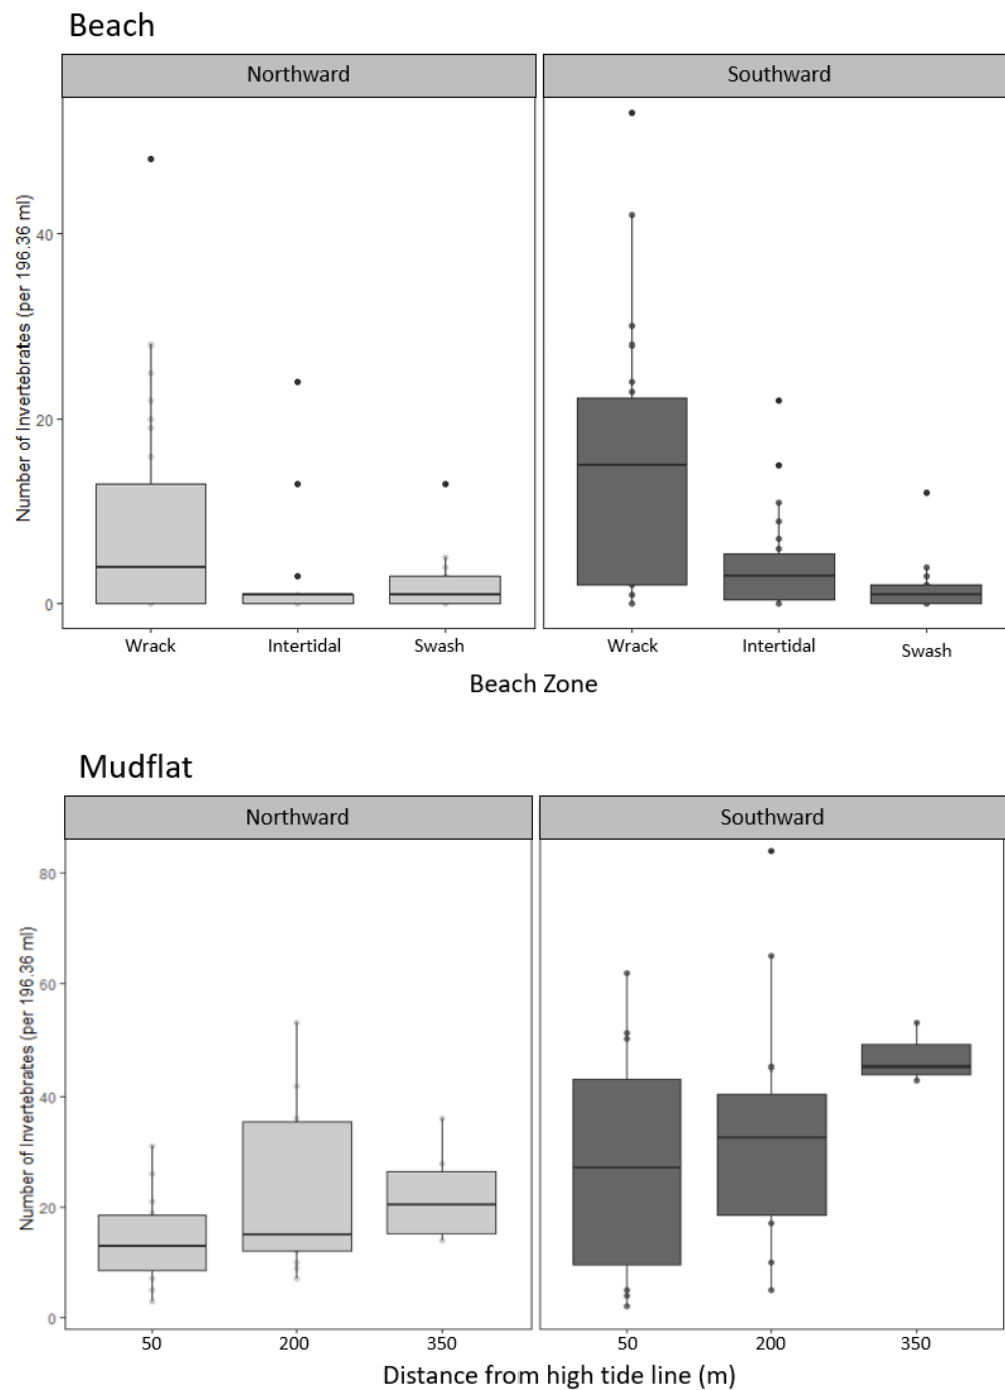 Beach
Northward
Southward
Number of Invertebrates (per 196.36 ml)
40
20
0
Wrack
Intertidal
Swash
Wrack
Intertidal
Swash
Beach Zone
Mudflat
Northward
Southward
Number of Invertebrates (per 196.36 ml)
80
60
40
20
0
50
200
350
50
200
350
Distance from high tide line (m)